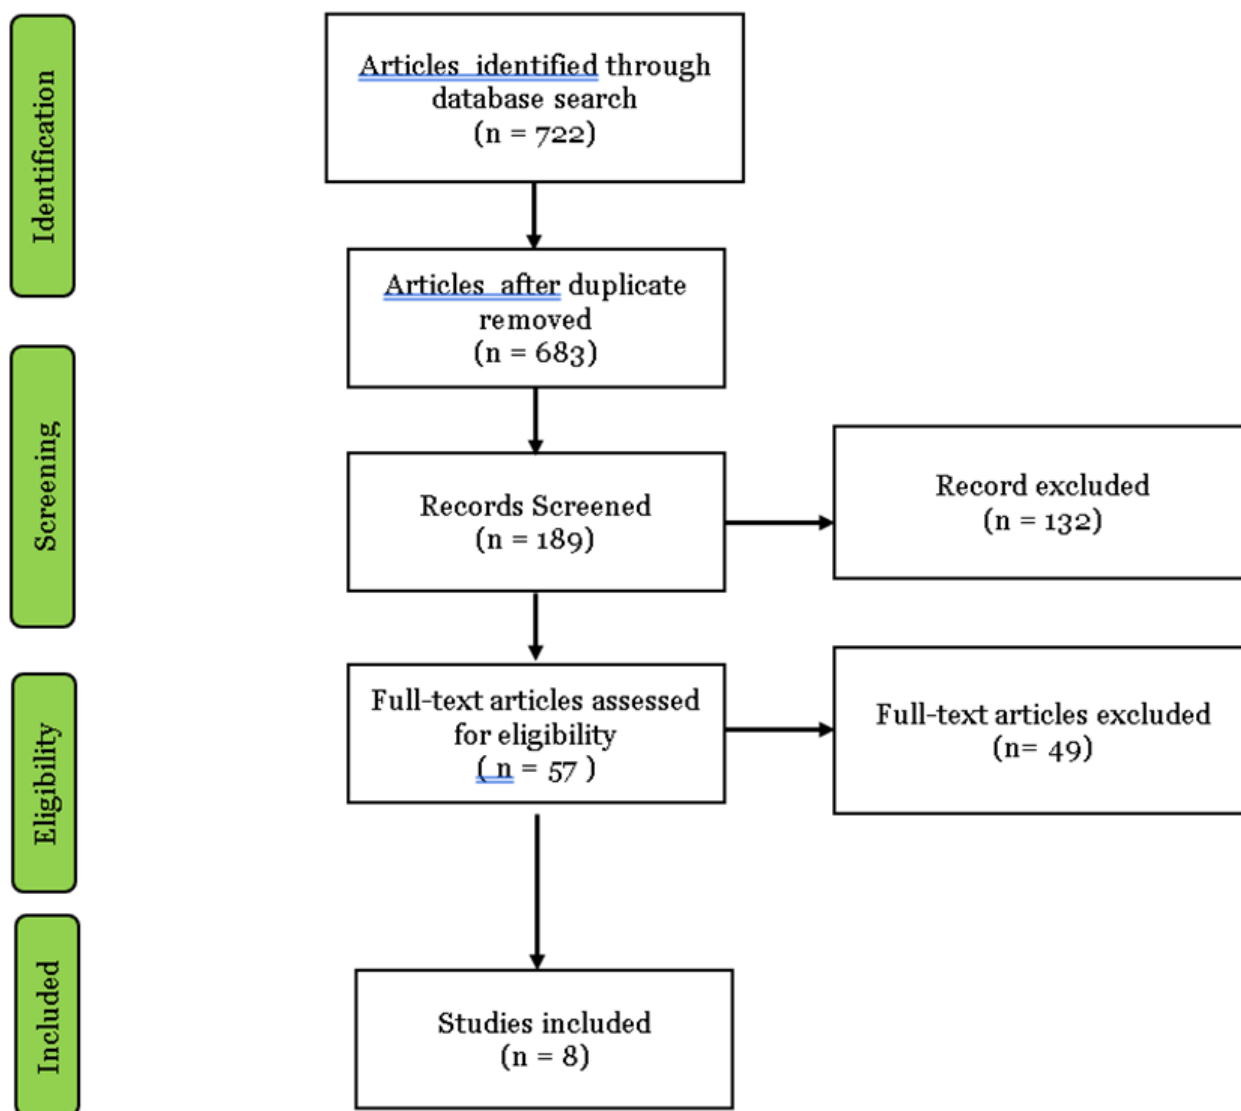 Identification
Articles identified through
database search
(n = 722)
Articles after duplicate
removed
(n = 683)
Screening
Records Screened
(n = 189)
Record excluded
(n = 132)
Eligibility
Full-text articles assessed
for eligibility
( n = 57 )
Full-text articles excluded
(n= 49)
Included
Studies included
(n = 8)